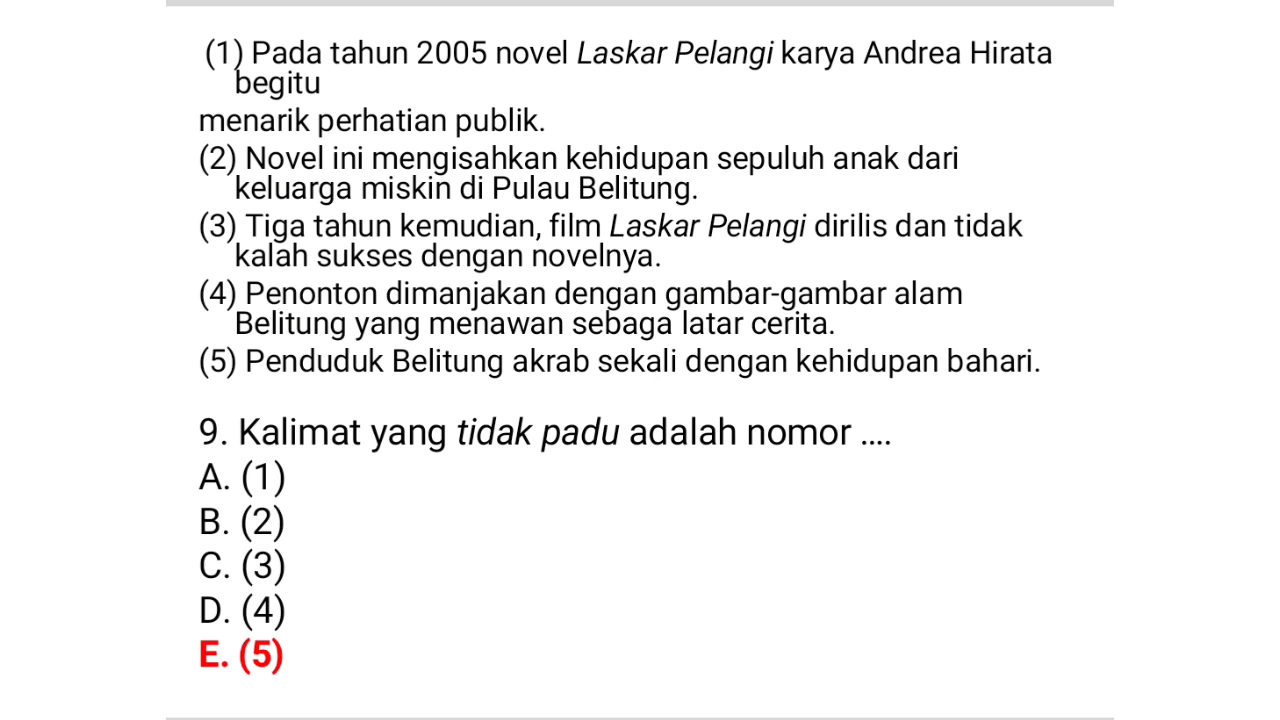 (1) Pada tahun 2005 novel Laskar Pelangi karya Andrea Hirata
begitu
menarik perhatian publik.
(2) Novel ini mengisahkan kehidupan sepuluh anak dari
keluarga miskin di Pulau Belitung.
(3) Tiga tahun kemudian, film Laskar Pelangi dirilis dan tidak
kalah sukses dengan novelnya.
(4) Penonton dimanjakan dengan gambar-gambar alam
Belitung yang menawan sebaga latar cerita.
(5) Penduduk Belitung akrab sekali dengan kehidupan bahari.
9. Kalimat yang tidak padu adalah nomor ....
A. (1)
B. (2)
C. (3)
D. (4)
E. (5)